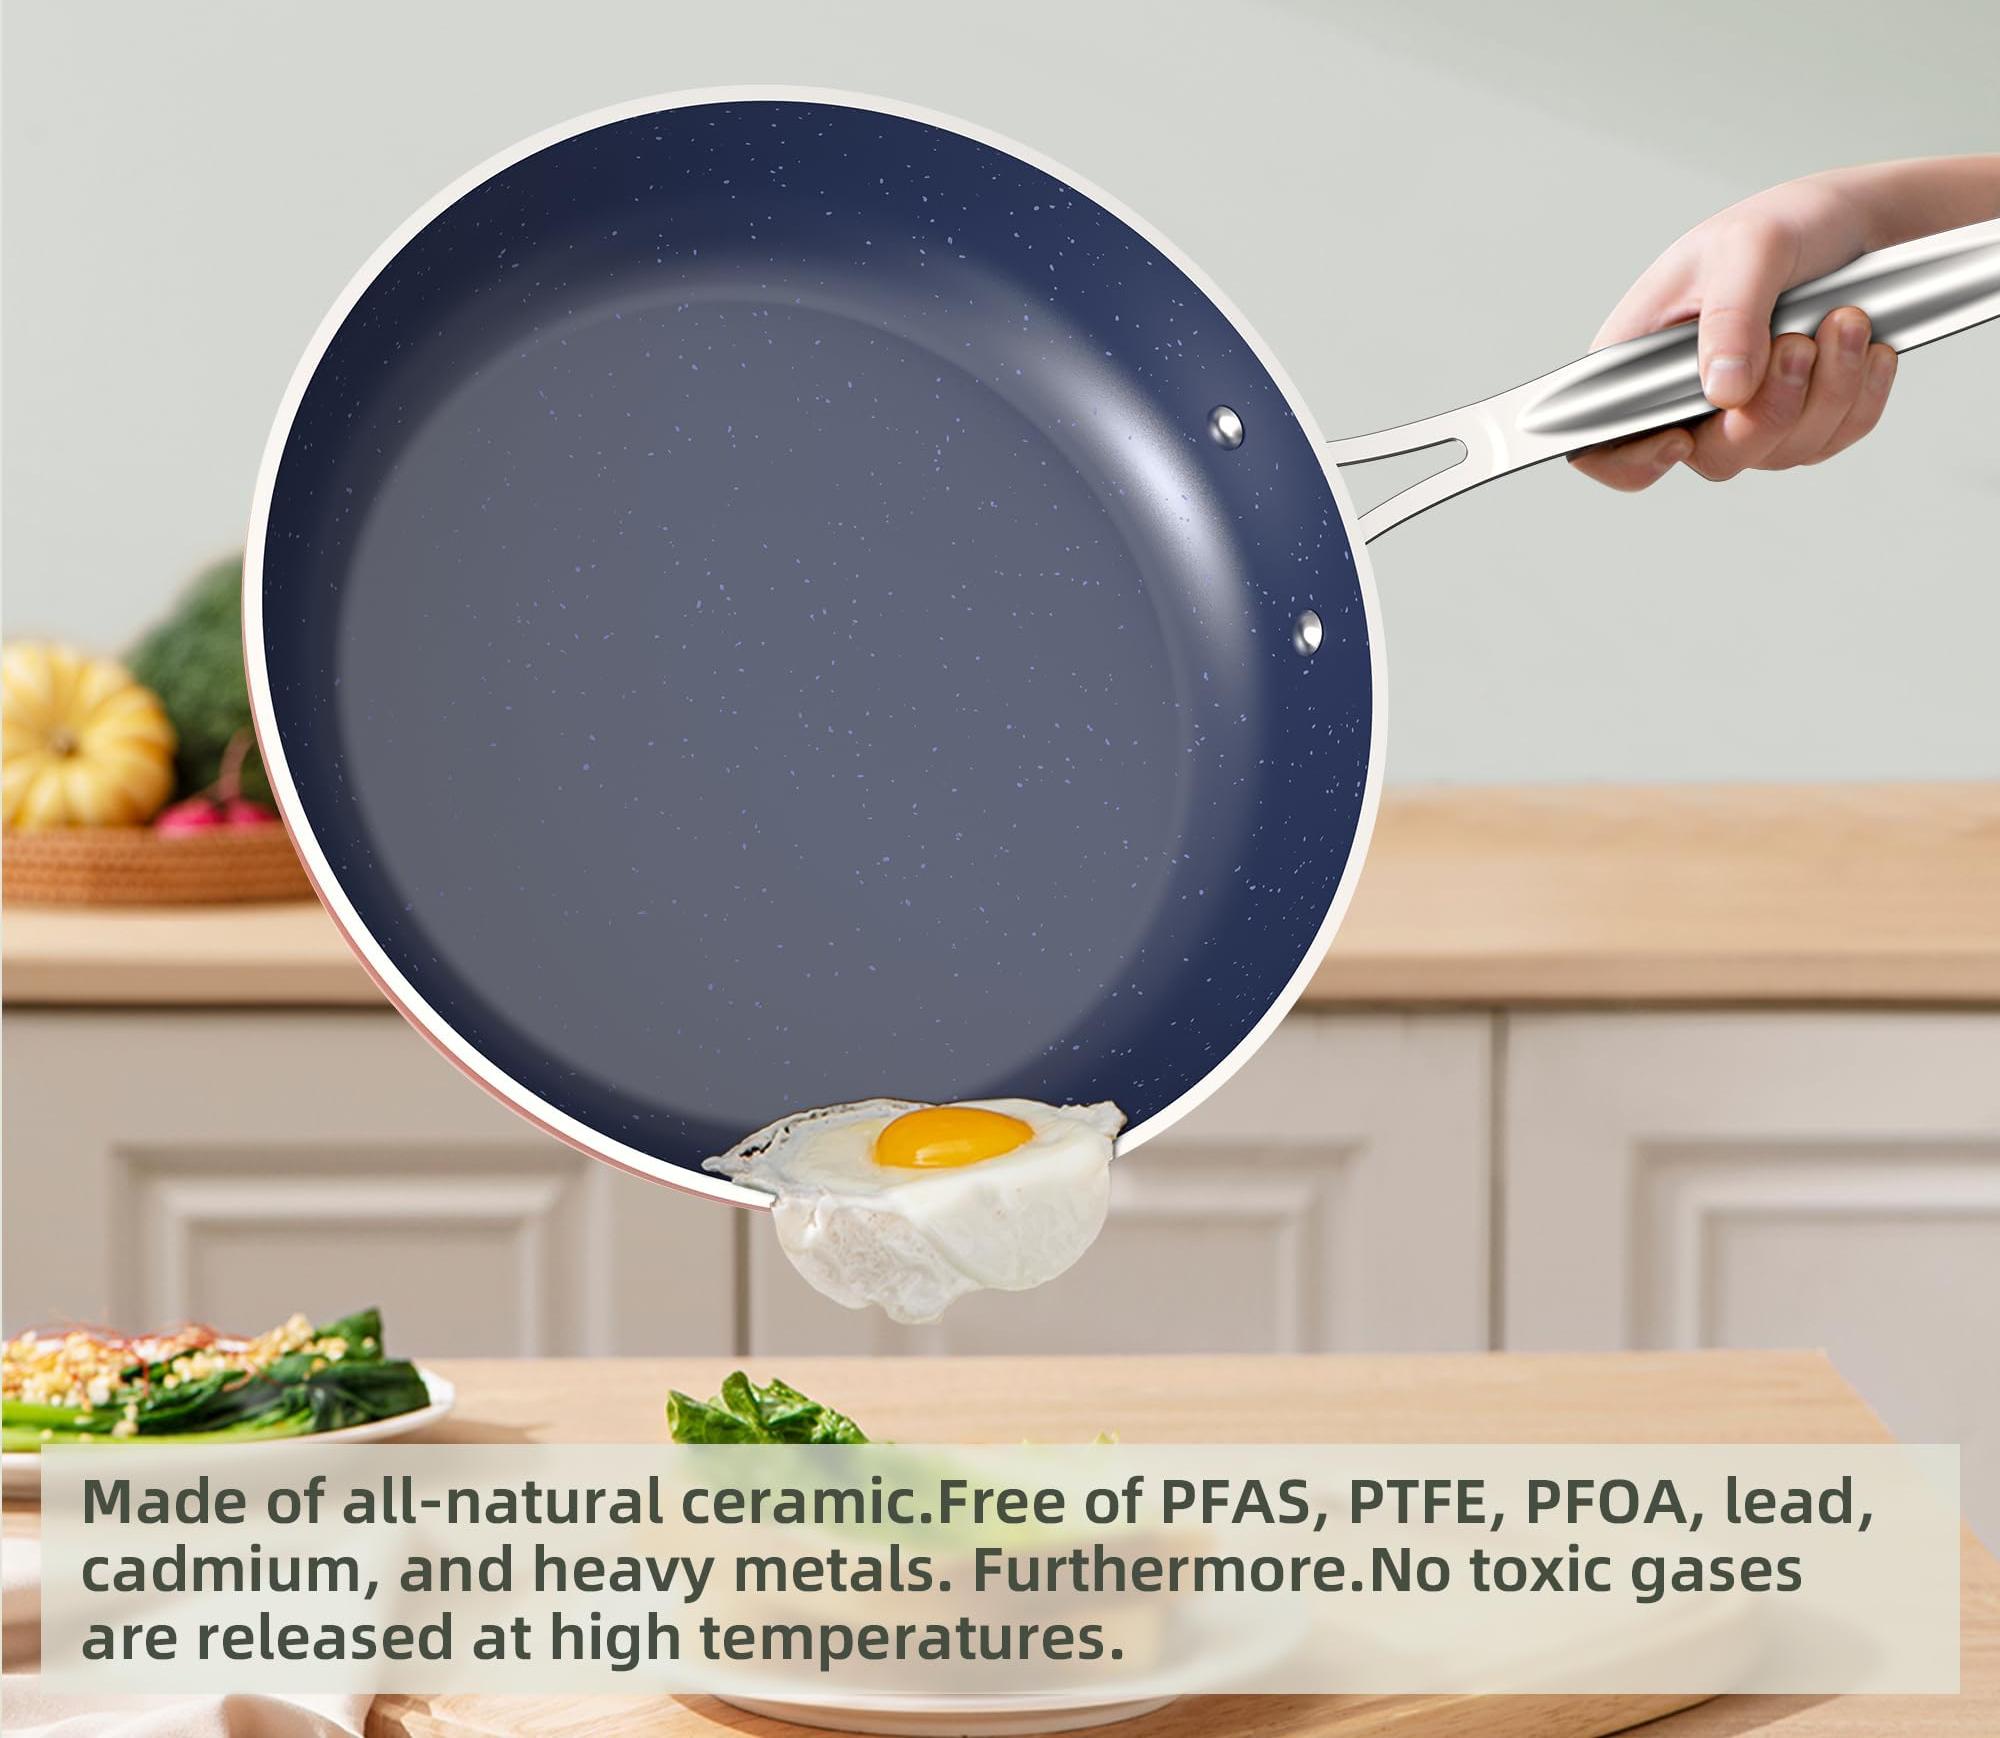 Made of all-natural ceramic.Free of PFAS, PTFE, PFOA, lead,
cadmium, and heavy metals. Furthermore.No toxic gases
are released at high temperatures.